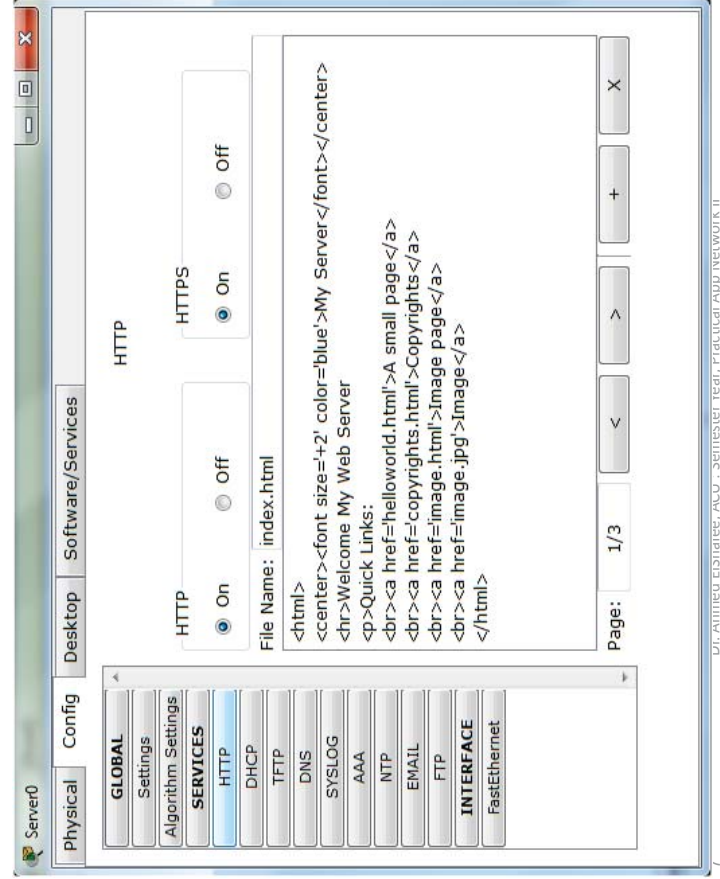 Server0
Physical Config Desktop Software/Services
GLOBAL
Settings
Algorithm Settings
SERVICES
HTTP
DHCP
TFTP
DNS
SYSLOG
AAA
NTP
EMAIL
FTP
INTERFACE
FastEthernet
HTTP
HTTP HTTPS
On Off On Off
File Name: index.html
<html>
<center><font size='+2' color='blue'>My Server</font></center>
<hr>Welcome My Web Server
<p>Quick Links:
<br><a href='helloworld.html'>A small page</a>
<br><a href='copyrights.html'>Copyrights</a>
<br><a href='image.html'>Image page</a>
<br><a href='image.jpg'>Image</a>
</html>
Page: 1/3 < > + X